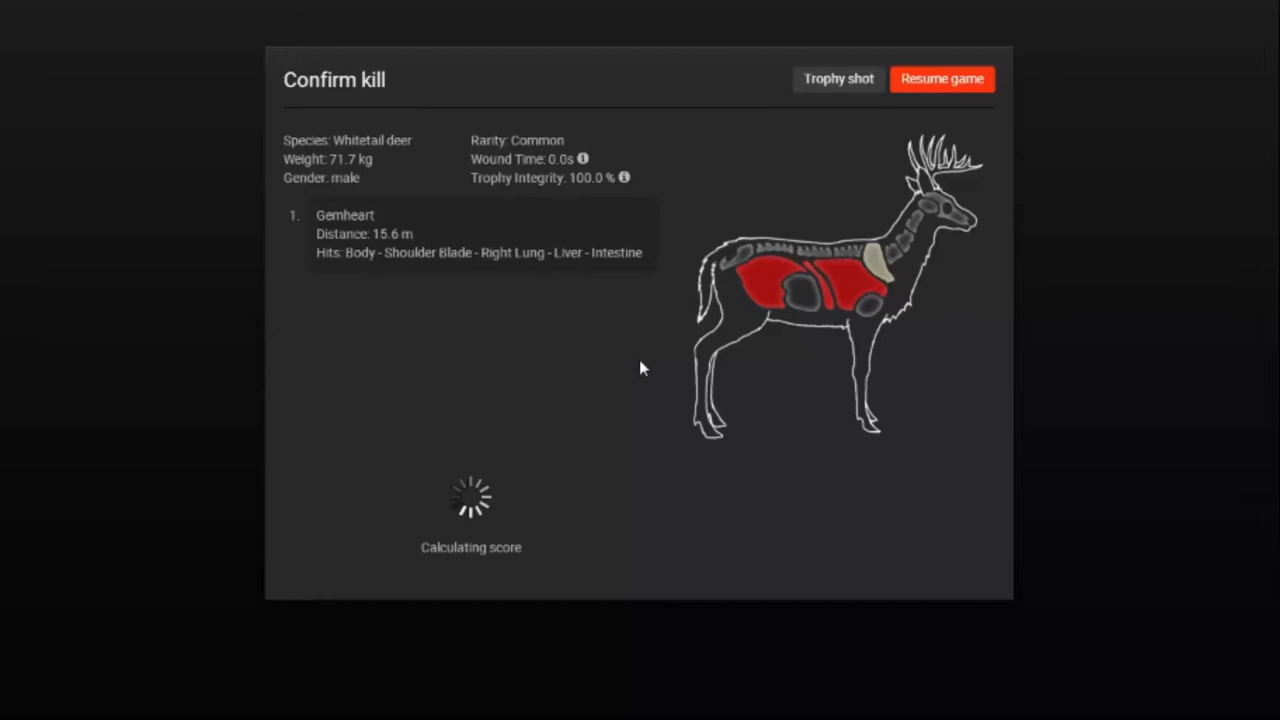 Confirm kill
Trophy shot
Resume game
Species: Whitetail deer
Weight: 71.7 kg
Gender: male
Rarity: Common
Wound Time: 0.0s
Trophy Integrity: 100.0 %
1. Gemheart
Distance: 15.6 m
Hits: Body - Shoulder Blade - Right Lung - Liver - Intestine
Calculating score